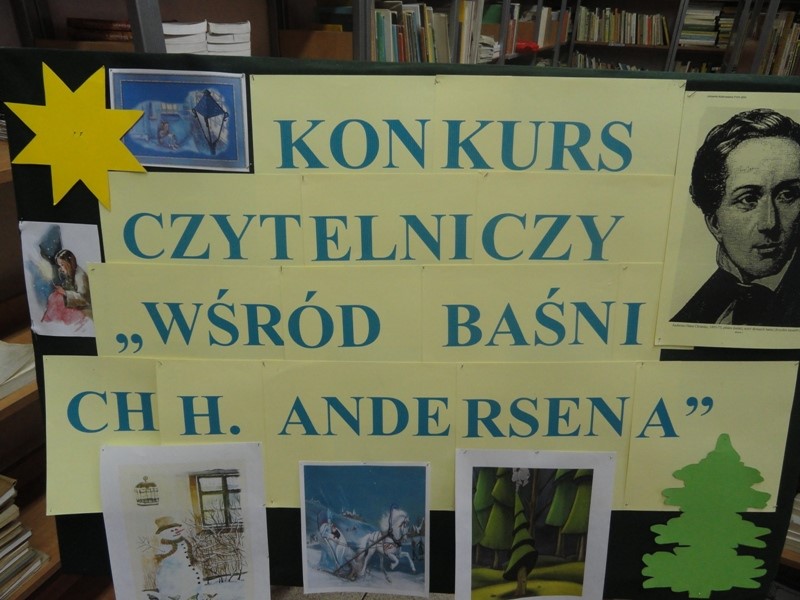 KONKURS
CZYTELNICZY
„WŚRÓD BAŚNI
CH H. ANDERSENA”